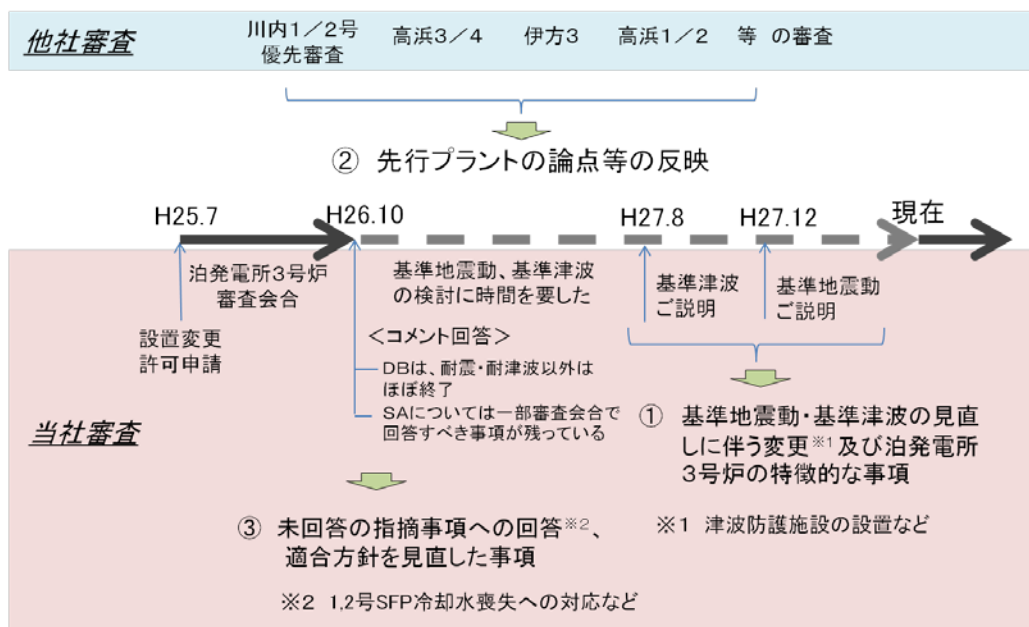 他社審査
川内1/2号
優先審査
高浜3/4
伊方3
高浜1/2
等 の審査
② 先行プラントの論点等の反映
H25.7
H26.10
H27.8
H27.12
現在
泊発電所3号炉
審査会合
基準地震動、基準津波
の検討に時間を要した
基準津波
ご説明
基準地震動
ご説明
設置変更
許可申請
<コメント回答>
DBは、耐震・耐津波以外は
ほぼ終了
SAについては一部審査会合で
回答すべき事項が残っている
当社審査
① 基準地震動・基準津波の見直
しに伴う変更※1及び泊発電所
3号炉の特徴的な事項
※1 津波防護施設の設置など
③ 未回答の指摘事項への回答※2、
適合方針を見直した事項
※2 1,2号SFP冷却水喪失への対応など